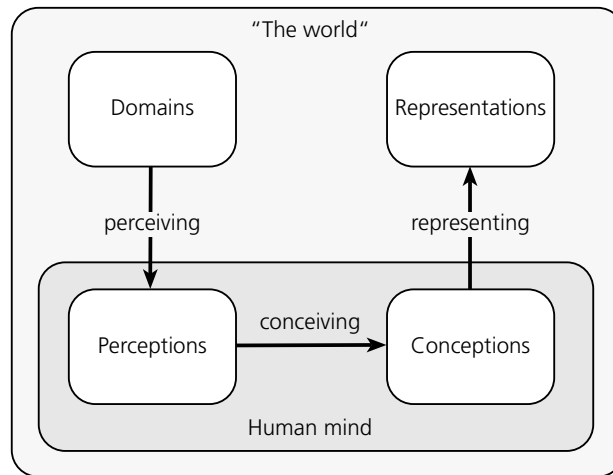 “The world“
Domains
Representations
perceiving
representing
Perceptions
conceiving
Conceptions
Human mind